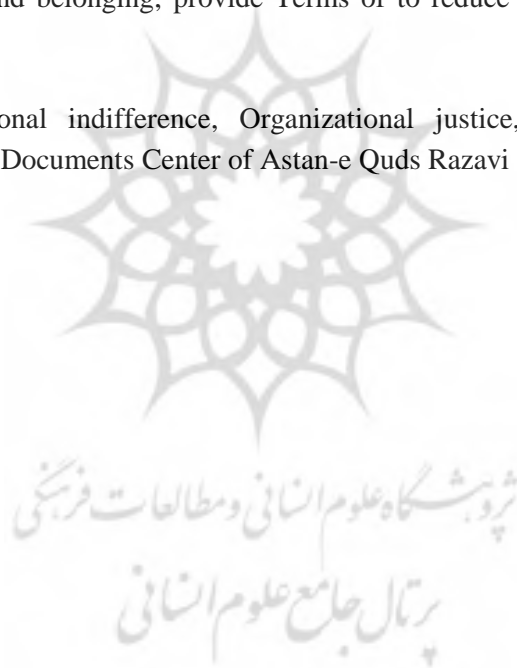 nd belonging, provide Terms of to reduce
onal indifference, Organizational justice,
Documents Center of Astan-e Quds Razavi
پژوهشگاه علوم انسانی و مطالعات فرهنگی
پرتال جامع علوم انسانی